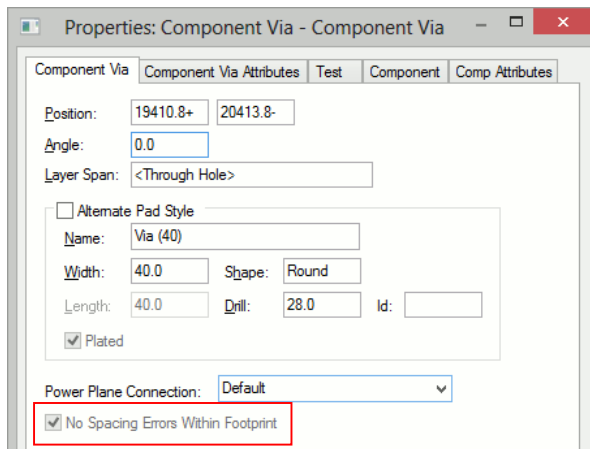 Properties: Component Via - Component Via
Component Via Component Via Attributes Test Component Comp Attributes
Position: 19410.8+ 20413.8-
Angle: 0.0
Layer Span: <Through Hole>
Alternate Pad Style
Name: Via (40)
Width: 40.0 Shape: Round
Length: 40.0 Drill: 28.0 Id:
Plated
Power Plane Connection: Default
No Spacing Errors Within Footprint